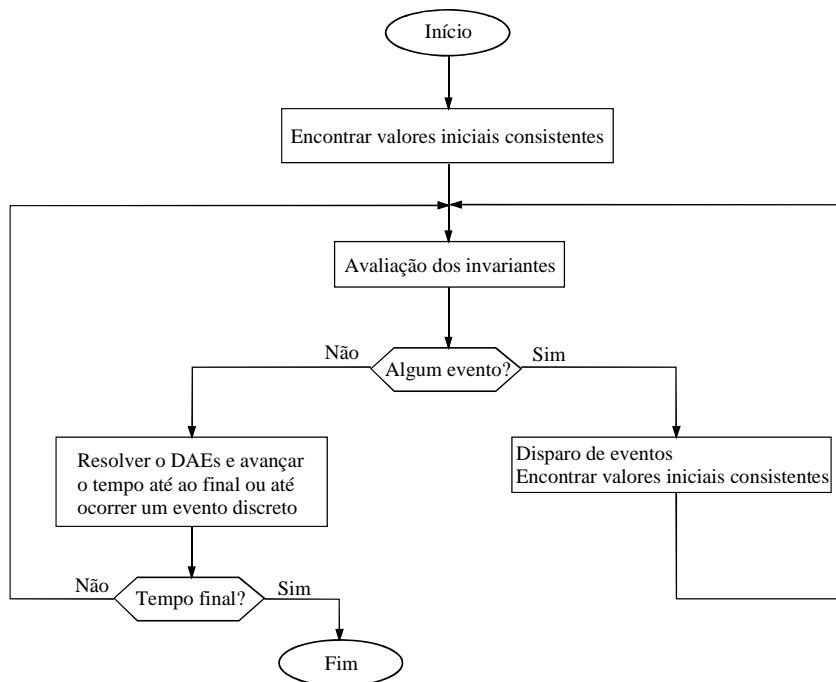 Início
Encontrar valores iniciais consistentes
Avaliação dos invariantes
Não
Algum evento?
Sim
Resolver o DAEs e avançar
o tempo até ao final ou até
ocorrer um evento discreto
Disparo de eventos
Encontrar valores iniciais consistentes
Não
Tempo final?
Sim
Fim